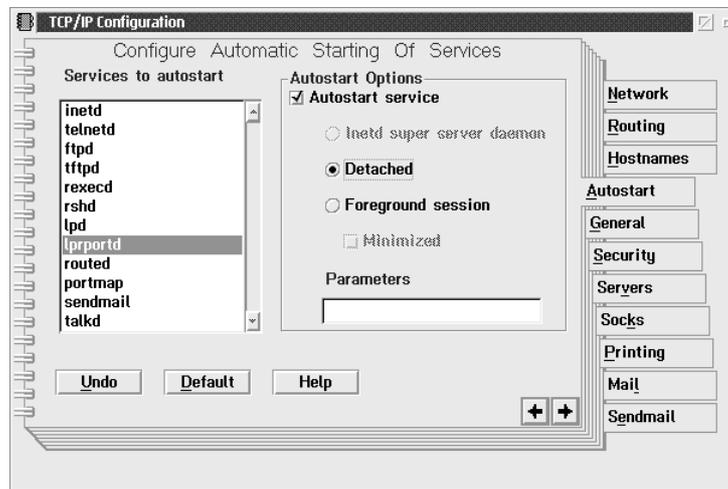 TCP/IP Configuration
Configure Automatic Starting Of Services
Services to autostart
inetd
telnetd
ftpd
tftpd
rexecd
rshd
lpd
lprportd
routed
portmap
sendmail
talkd
Autostart Options
Autostart service
Inetd super server daemon
Detached
Foreground session
Minimized
Parameters
Undo
Default
Help
Network
Routing
Hostnames
Autostart
General
Security
Servers
Socks
Printing
Mail
Sendmail